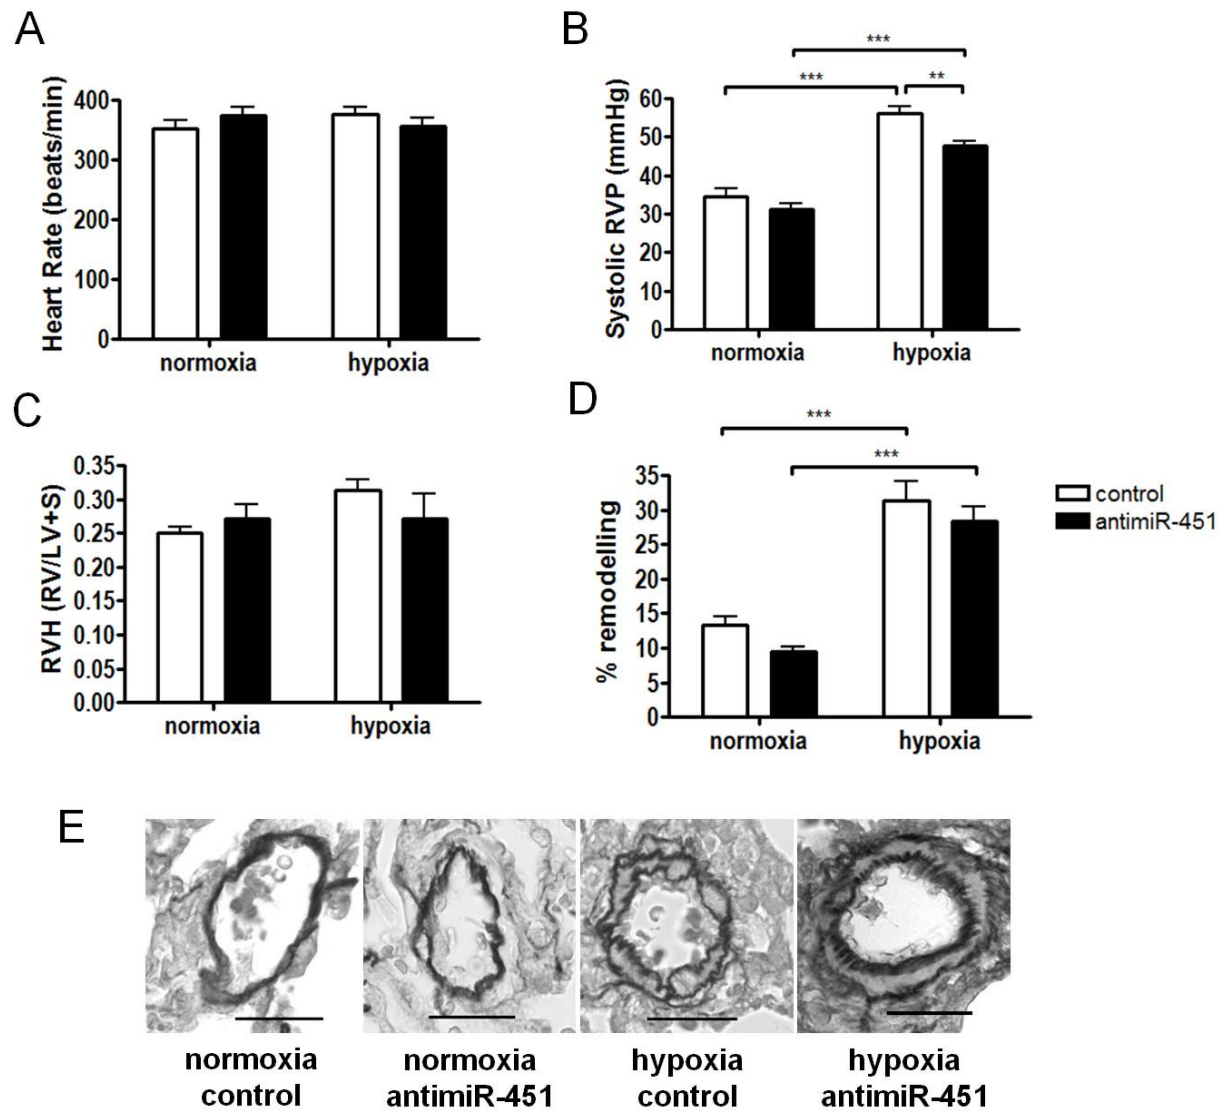 A
Heart Rate (beats/min)
400
300
200
100
0
normoxia
hypoxia
B
***
***
**
Systolic RVP (mmHg)
60
50
40
30
20
10
0
normoxia
hypoxia
C
RVH (RV/LV+S)
0.35
0.30
0.25
0.20
0.15
0.10
0.05
0.00
normoxia
hypoxia
D
***
***
% remodelling
35
30
25
20
15
10
5
0
normoxia
hypoxia
control
antimiR-451
E
normoxia
control
normoxia
antimiR-451
hypoxia
control
hypoxia
antimiR-451